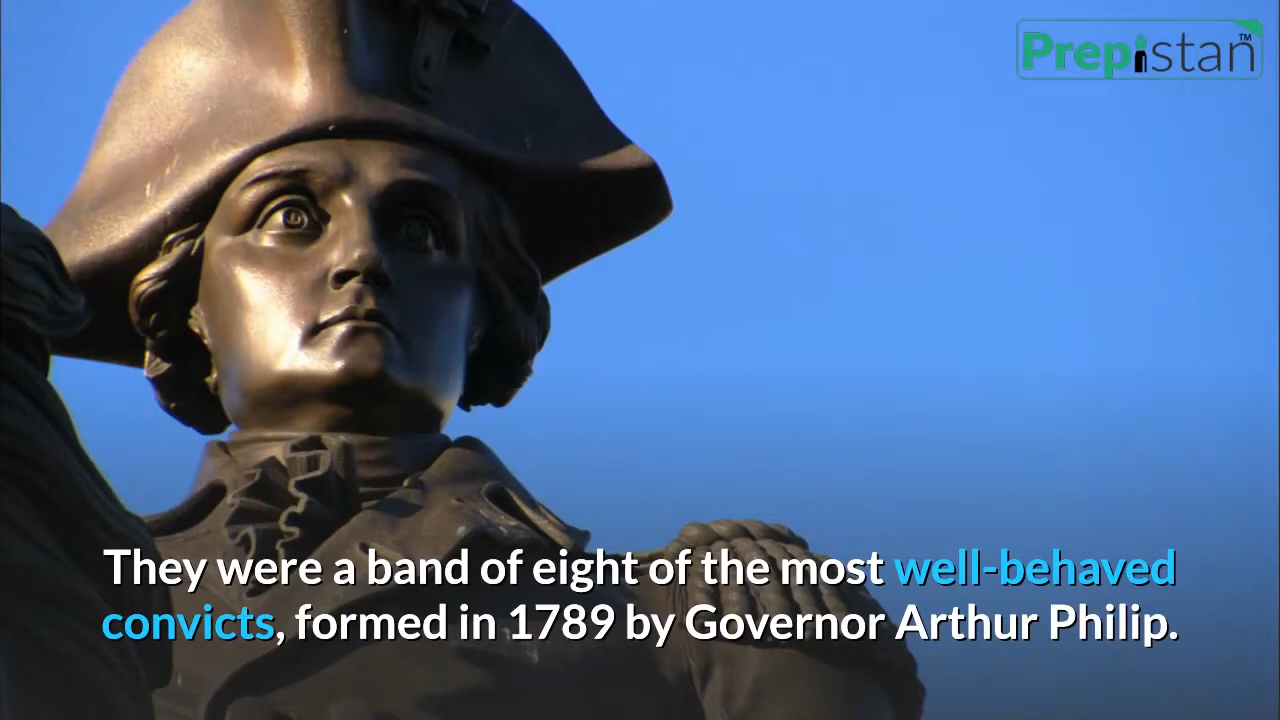 Prepistan™
They were a band of eight of the most well-behaved
convicts, formed in 1789 by Governor Arthur Philip.